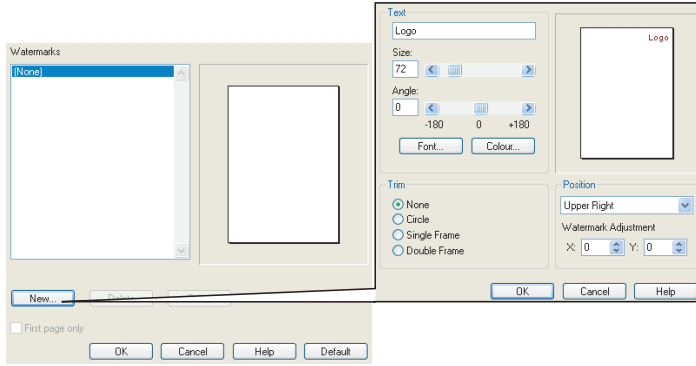 Watermarks
(None)
New...
Delete
First page only
OK Cancel Help Default
Text
Logo
Size:
72
Angle:
0
-180 0 +180
Font... Colour...
Logo
Trim
None
Circle
Single Frame
Double Frame
Position
Upper Right
Watermark Adjustment
X: 0 Y: 0
OK Cancel Help